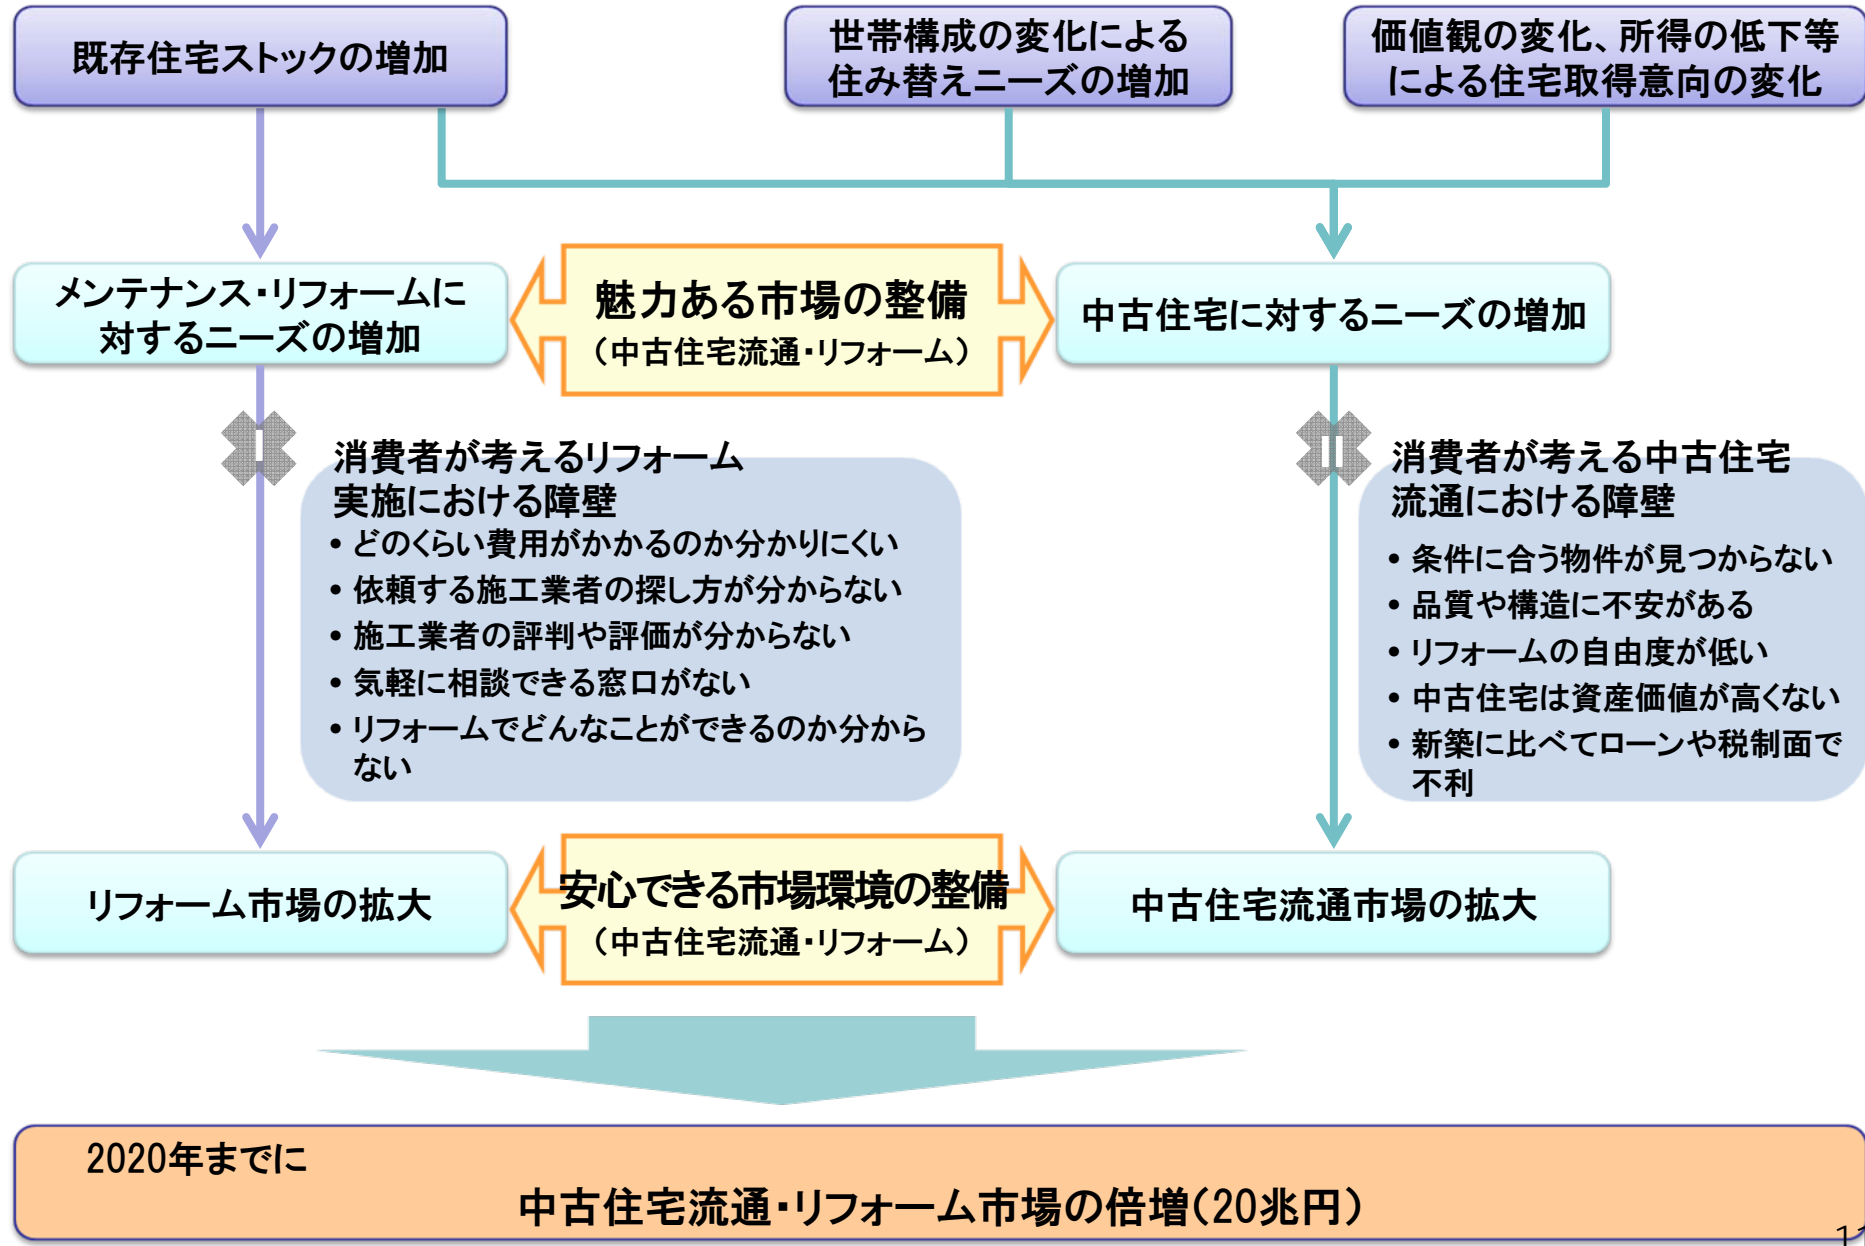 既存住宅ストックの増加
世帯構成の変化による
住み替えニーズの増加
価値観の変化、所得の低下等
による住宅取得意向の変化
メンテナンス・リフォームに
対するニーズの増加
魅力ある市場の整備
（中古住宅流通・リフォーム）
中古住宅に対するニーズの増加
消費者が考えるリフォーム
実施における障壁
• どのくらい費用がかかるのか分かりにくい
• 依頼する施工業者の探し方が分からない
• 施工業者の評判や評価が分からない
• 気軽に相談できる窓口がない
• リフォームでどんなことができるのか分から
ない
消費者が考える中古住宅
流通における障壁
• 条件に合う物件が見つからない
• 品質や構造に不安がある
• リフォームの自由度が低い
• 中古住宅は資産価値が高くない
• 新築に比べてローンや税制面で
不利
リフォーム市場の拡大
安心できる市場環境の整備
（中古住宅流通・リフォーム）
中古住宅流通市場の拡大
2020年までに
中古住宅流通・リフォーム市場の倍増（20兆円）
11